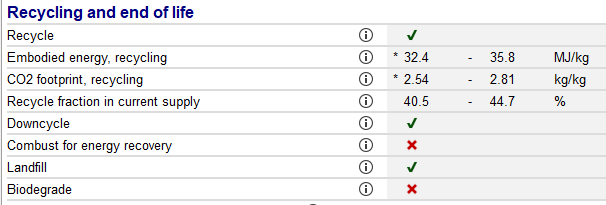 Recycling and end of life
Recycle ✔
Embodied energy, recycling * 32.4 - 35.8 MJ/kg
CO2 footprint, recycling * 2.54 - 2.81 kg/kg
Recycle fraction in current supply 40.5 - 44.7 %
Downcycle ✔
Combust for energy recovery ✖
Landfill ✔
Biodegrade ✖